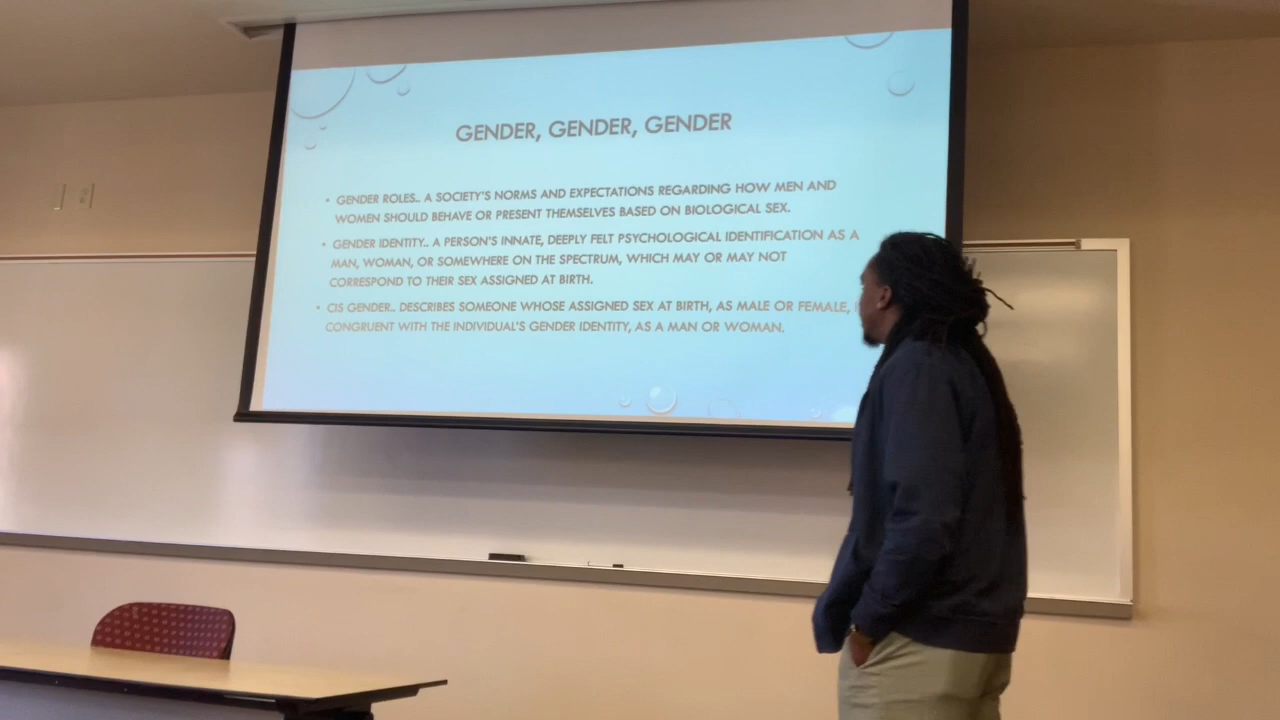 GENDER, GENDER, GENDER
• GENDER ROLES.. A SOCIETY'S NORMS AND EXPECTATIONS REGARDING HOW MEN AND
WOMEN SHOULD BEHAVE OR PRESENT THEMSELVES BASED ON BIOLOGICAL SEX.
• GENDER IDENTITY.. A PERSON'S INNATE, DEEPLY FELT PSYCHOLOGICAL IDENTIFICATION AS A
MAN, WOMAN, OR SOMEWHERE ON THE SPECTRUM, WHICH MAY OR MAY NOT
CORRESPOND TO THEIR SEX ASSIGNED AT BIRTH.
• CIS GENDER.. DESCRIBES SOMEONE WHOSE ASSIGNED SEX AT BIRTH, AS MALE OR FEMALE,
CONGRUENT WITH THE INDIVIDUAL'S GENDER IDENTITY, AS A MAN OR WOMAN.